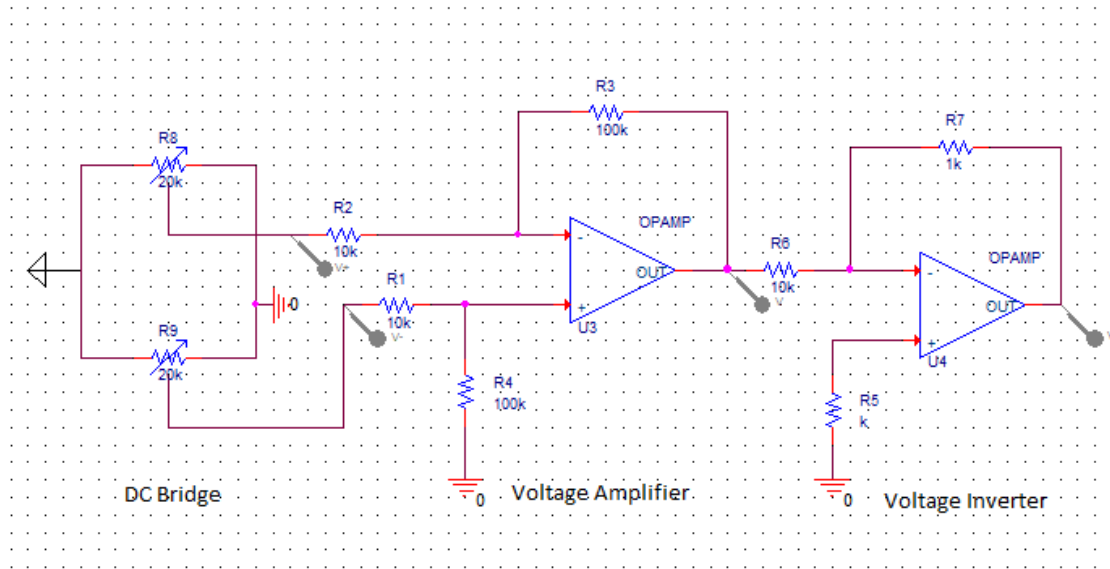 R8
20k
0
R9
20k
R2
10k
V+
R1
10k
V-
R3
100k
OPAMP
-
+
OUT
U3
R4
100k
0
V
R6
10k
R7
1k
OPAMP
-
+
OUT
U4
R5
k
0
DC Bridge
Voltage Amplifier
Voltage Inverter